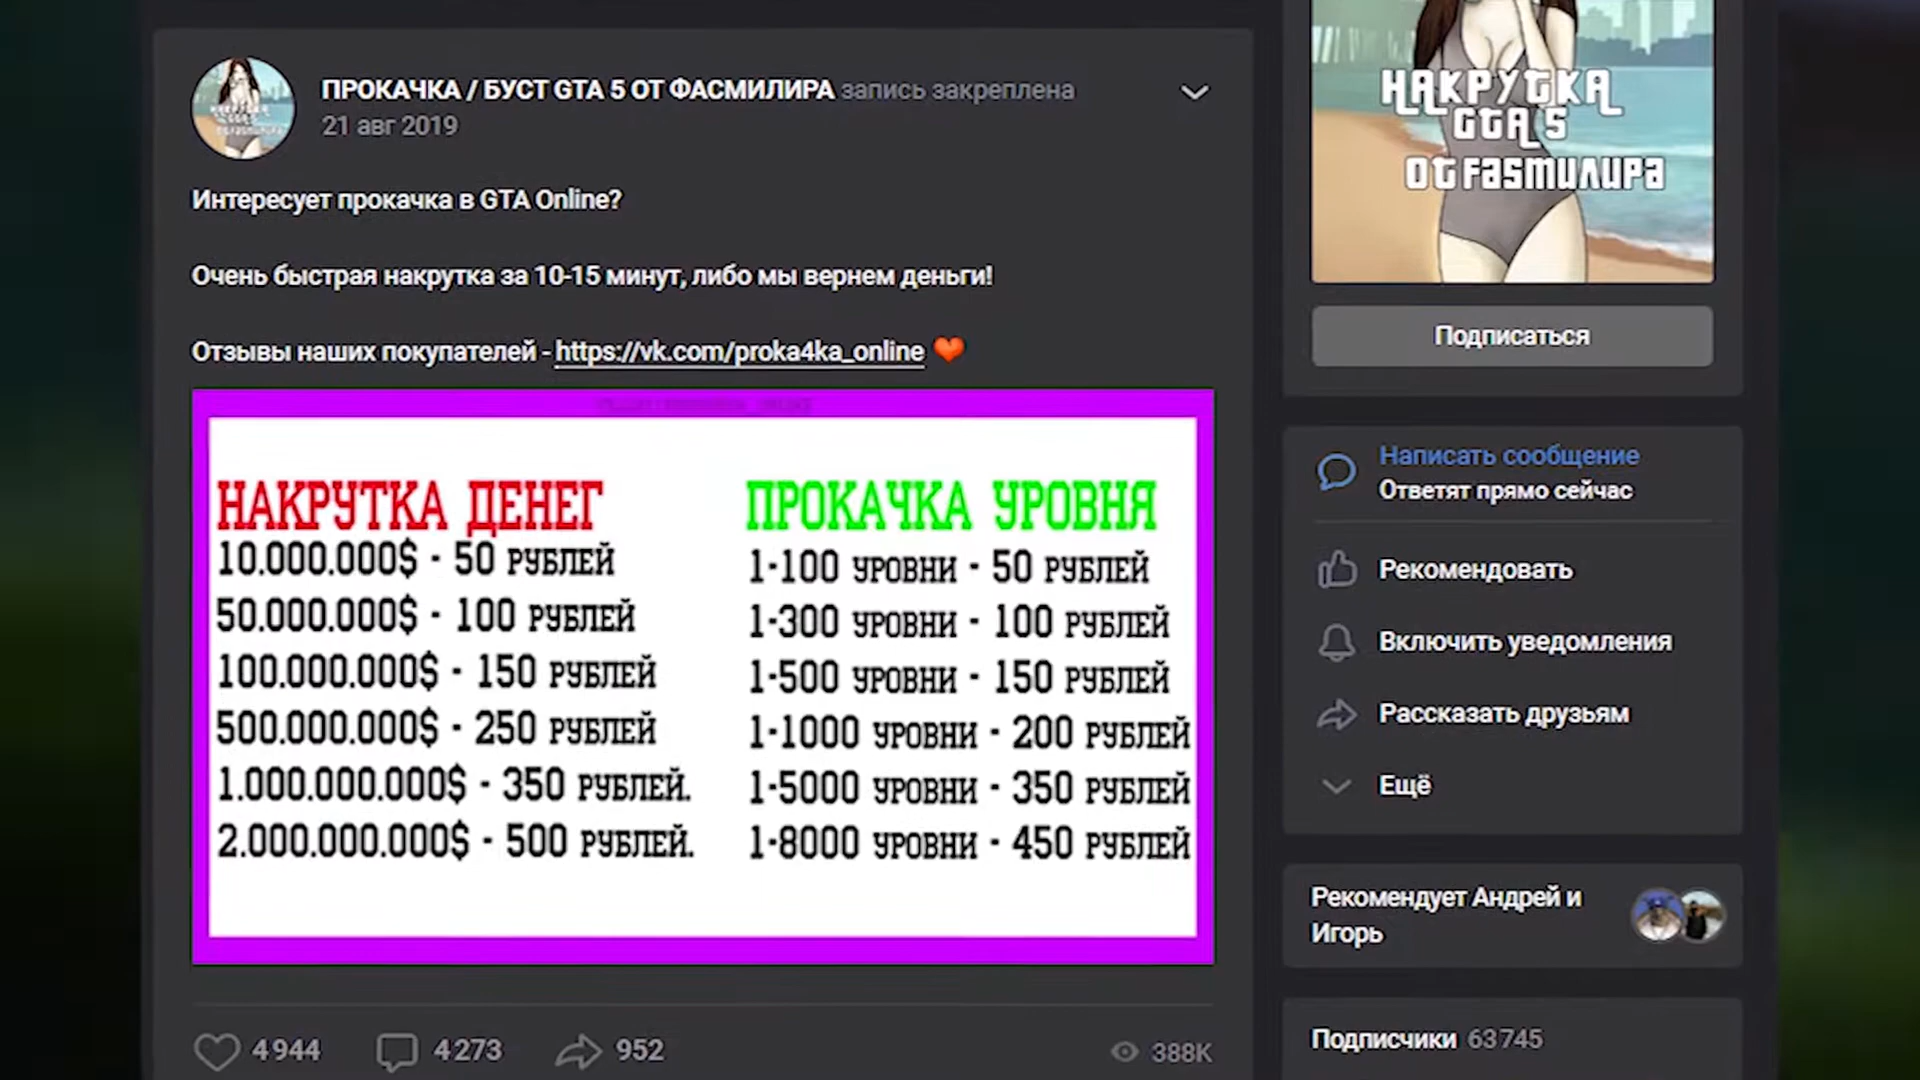 ПРОКАЧКА / БУСТ GTA 5 ОТ ФАСМИЛИРА запись закреплена
21 авг 2019
Интересует прокачка в GTA Online?
Очень быстрая накрутка за 10-15 минут, либо мы вернем деньги!
Отзывы наших покупателей - https://vk.com/proka4ka_online
НАКРУТКА ДЕНЕГ
10.000.000$ - 50 РУБЛЕЙ
50.000.000$ - 100 РУБЛЕЙ
100.000.000$ - 150 РУБЛЕЙ
500.000.000$ - 250 РУБЛЕЙ
1.000.000.000$ - 350 РУБЛЕЙ.
2.000.000.000$ - 500 РУБЛЕЙ.
ПРОКАЧКА УРОВНЯ
1-100 УРОВНИ - 50 РУБЛЕЙ
1-300 УРОВНИ - 100 РУБЛЕЙ
1-500 УРОВНИ - 150 РУБЛЕЙ
1-1000 УРОВНИ - 200 РУБЛЕЙ
1-5000 УРОВНИ - 350 РУБЛЕЙ
1-8000 УРОВНИ - 450 РУБЛЕЙ
4 944
4 273
952
388K
НАКРУТКА
GTA 5
ОТ FASMИЛИРА
Подписаться
Написать сообщение
Ответят прямо сейчас
Рекомендовать
Включить уведомления
Рассказать друзьям
Ещё
Рекомендует Андрей и
Игорь
Подписчики 63 745